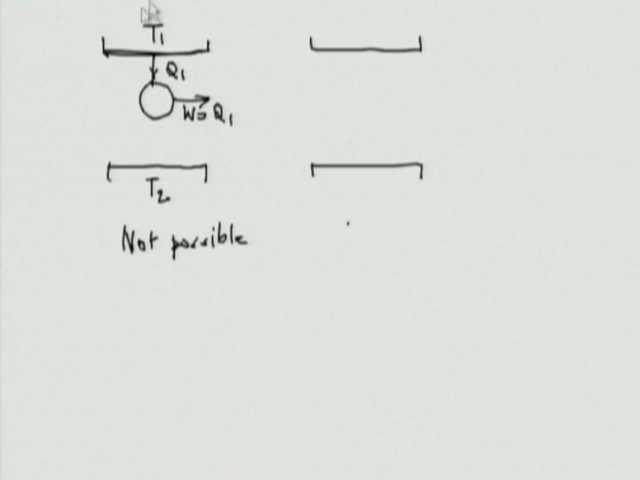 T₁
Q₁
W= Q₁
T₂
Not possible